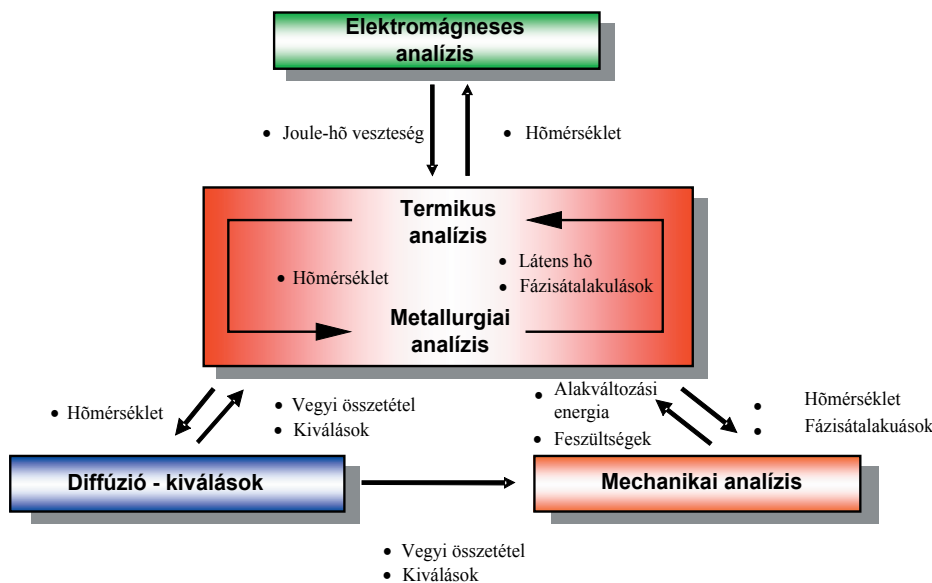 Elektromágneses
analízis
• Joule-hõ veszteség
• Hõmérséklet
Termikus
analízis
• Hõmérséklet
• Látens hõ
• Fázisátalakulások
Metallurgiai
analízis
• Hõmérséklet
• Vegyi összetétel
• Kiválások
• Alakváltozási
energia
• Feszültségek
• Hõmérséklet
• Fázisátalakuások
Diffúzió - kiválások
Mechanikai analízis
• Vegyi összetétel
• Kiválások